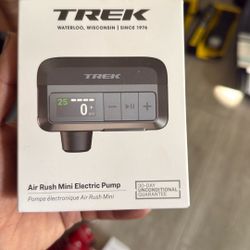 TREK
WATERLOO, WISCONSIN | SINCE 1976
TREK
25
0
Air Rush Mini Electric Pump
Pompe électronique Air Rush Mini
30-DAY
UNCONDITIONAL
GUARANTEE